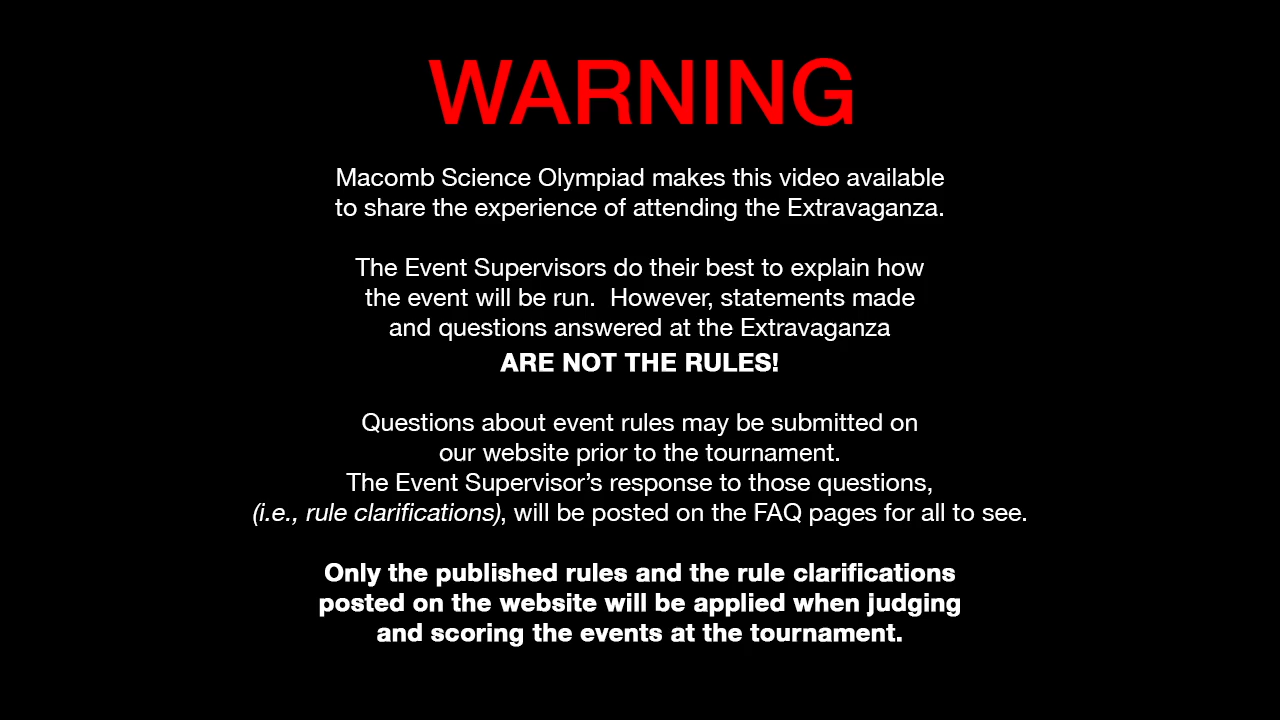 WARNING
Macomb Science Olympiad makes this video available
to share the experience of attending the Extravaganza.
The Event Supervisors do their best to explain how
the event will be run.  However, statements made
and questions answered at the Extravaganza
ARE NOT THE RULES!
Questions about event rules may be submitted on
our website prior to the tournament.
The Event Supervisor’s response to those questions,
(i.e., rule clarifications), will be posted on the FAQ pages for all to see.
Only the published rules and the rule clarifications
posted on the website will be applied when judging
and scoring the events at the tournament.